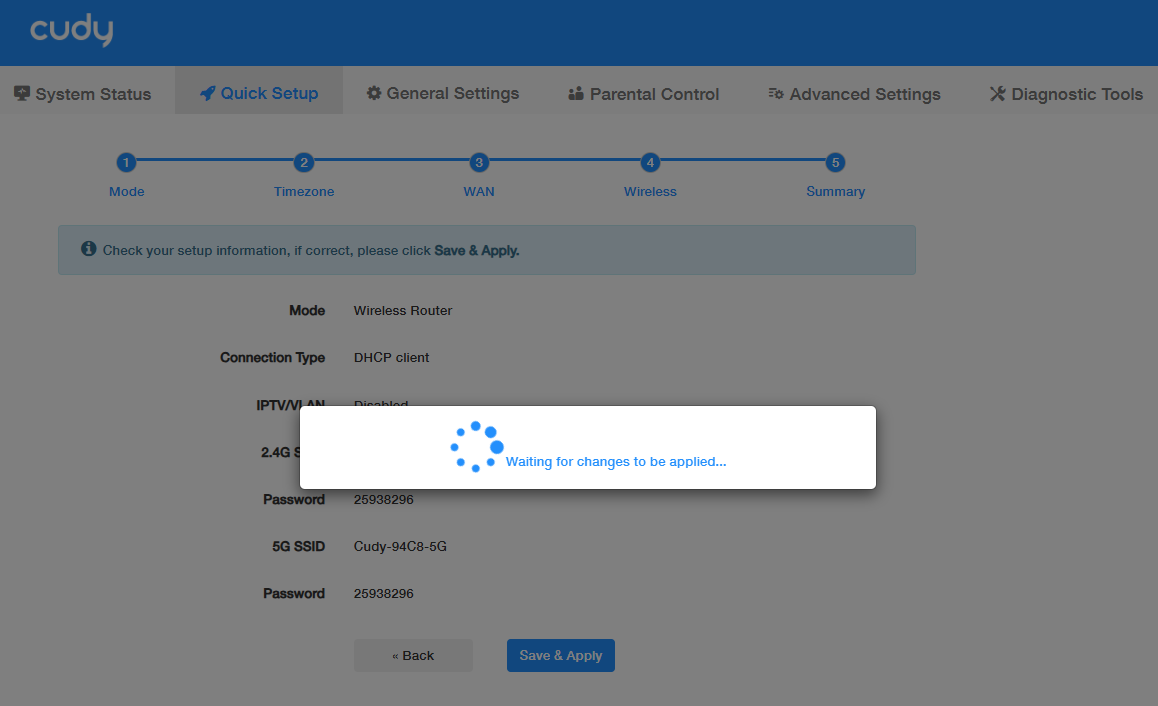 cudy
System Status Quick Setup General Settings Parental Control Advanced Settings Diagnostic Tools
1 2 3 4 5
Mode Timezone WAN Wireless Summary
Check your setup information, if correct, please click Save & Apply.
Mode Wireless Router
Connection Type DHCP client
IPTV/VLAN Disabled
2.4G
Waiting for changes to be applied...
Password 25938296
5G SSID Cudy-94C8-5G
Password 25938296
« Back Save & Apply